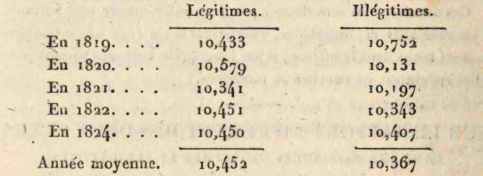 Légitimes. Illégitimes.
En 1819. . . . 10,433 10,752
En 1820. . . . 10,579 10,131
En 1821. . . . 10,341 10,197
En 1822. . . . 10,451 10,343
En 1824. . . . 10,450 10,407
Année moyenne. 10,452 10,367